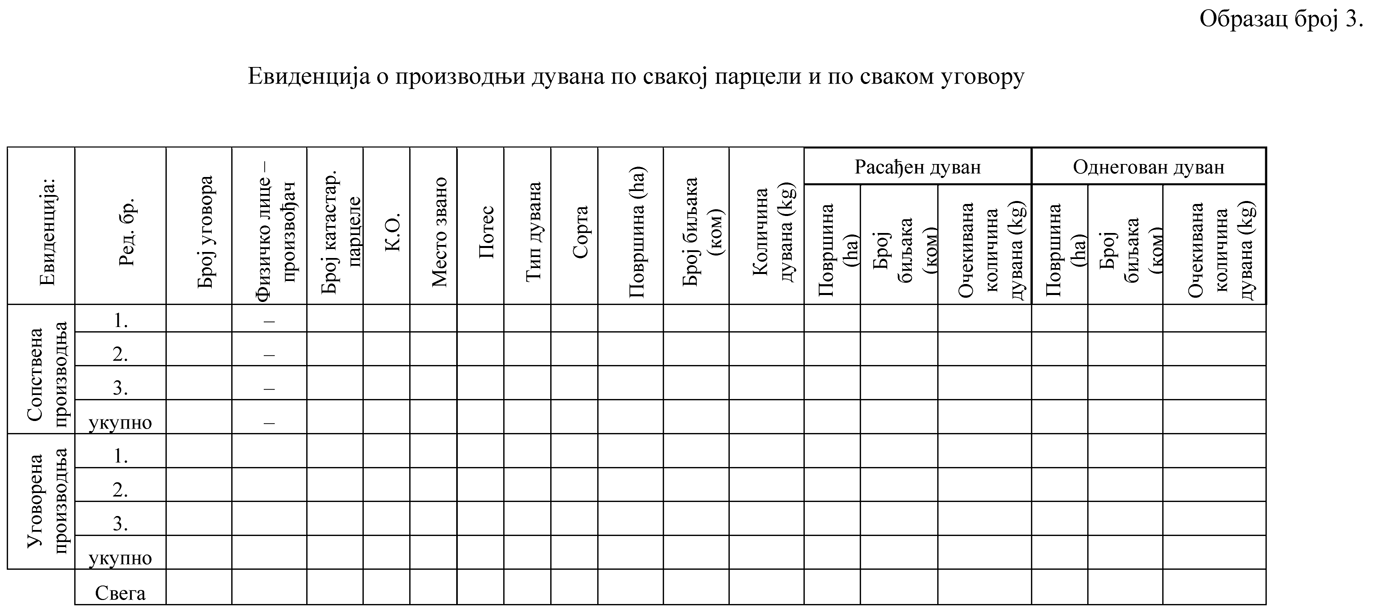 Образац број 3.
Евиденција о производњи дувана по свакој парцели и по сваком уговору
Евиденција:
Ред. бр.
Број уговора
Физичко лице –
произвођач
Број катастар.
парцеле
К.О.
Место звано
Потес
Тип дувана
Сорта
Површина (ha)
Број биљака
(ком)
Количина
дувана (kg)
Расађен дуван
Површина
(ha)
Број
биљака
(ком)
Очекивана
количина
дувана (kg)
Однегован дуван
Површина
(ha)
Број
биљака
(ком)
Очекивана
количина
дувана (kg)
Сопствена
производња
1. –
2. –
3. –
укупно –
Уговорена
производња
1.
2.
3.
укупно
Свега